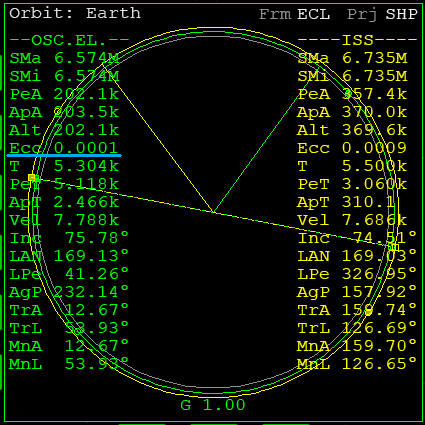 Orbit: Earth Frm ECL Prj SHP
--OSC.EL.-- ----ISS----
SMa 6.574M SMa 6.735M
SMi 6.574M SMi 6.735M
PeA 202.1k PeA 357.4k
ApA 203.5k ApA 370.0k
Alt 202.1k Alt 369.6k
Ecc 0.0001 Ecc 0.0009
T 5.304k T 5.500k
PeT 5.118k PeT 3.060k
ApT 2.466k ApT 310.1
Vel 7.788k Vel 7.686k
Inc 75.78° Inc 74.51°
LAN 169.13° LAN 169.03°
LPe 41.26° LPe 326.95°
AgP 232.14° AgP 157.92°
TrA 12.67° TrA 159.74°
TrL 53.93° TrL 126.69°
MnA 12.67° MnA 159.70°
MnL 53.93° MnL 126.65°
G 1.00